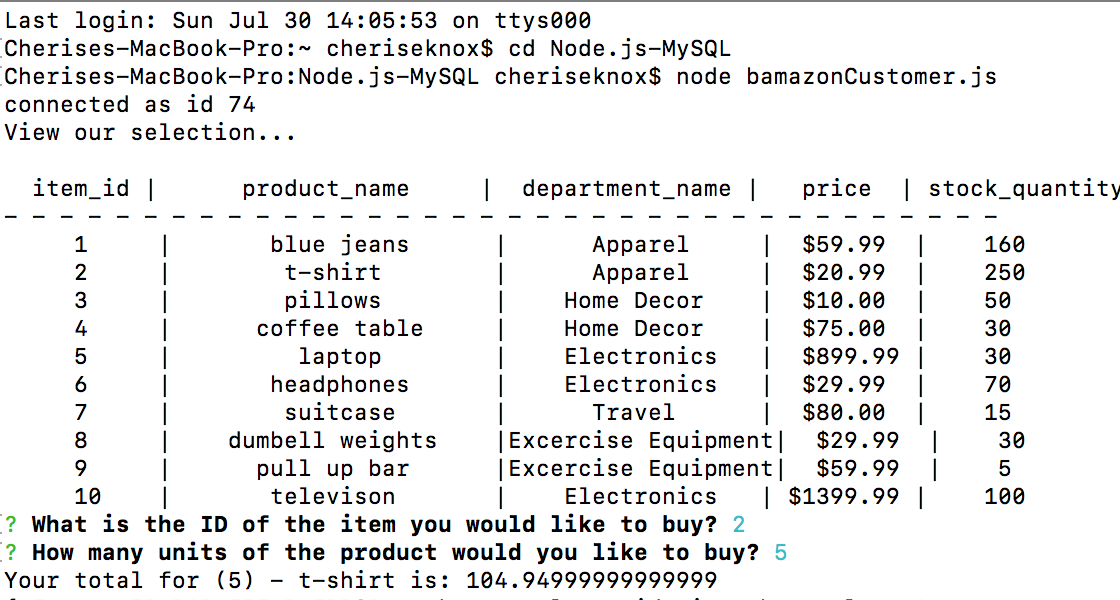 Last login: Sun Jul 30 14:05:53 on ttys000
Cherises-MacBook-Pro:~ cheriseknox$ cd Node.js-MySQL
Cherises-MacBook-Pro:Node.js-MySQL cheriseknox$ node bamazonCustomer.js
connected as id 74
View our selection...
item_id | product_name | department_name | price | stock_quantity
- - - - - - - - - - - - - - - - - - - - - - - - - - - - - - - - - - - -
1 | blue jeans | Apparel | $59.99 | 160
2 | t-shirt | Apparel | $20.99 | 250
3 | pillows | Home Decor | $10.00 | 50
4 | coffee table | Home Decor | $75.00 | 30
5 | laptop | Electronics | $899.99 | 30
6 | headphones | Electronics | $29.99 | 70
7 | suitcase | Travel | $80.00 | 15
8 | dumbell weights |Excercise Equipment| $29.99 | 30
9 | pull up bar |Excercise Equipment| $59.99 | 5
10 | televison | Electronics | $1399.99 | 100
? What is the ID of the item you would like to buy? 2
? How many units of the product would you like to buy? 5
Your total for (5) - t-shirt is: 104.94999999999999